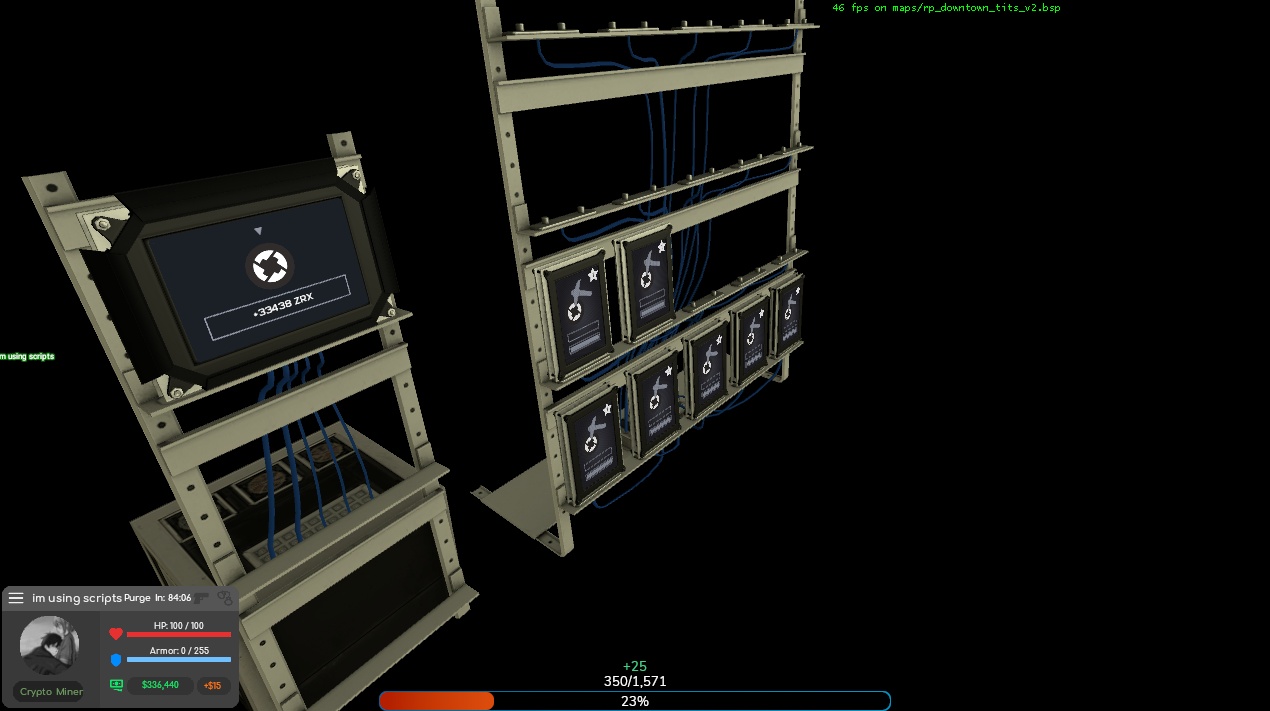 46 fps on maps/rp_downtown_tits_v2.bsp
+33438 ZRX
m using scripts
im using scripts
Purge In: 84:06
HP: 100 / 100
Armor: 0 / 255
Crypto Miner
$336,440
+$15
+25
350/1,571
23%